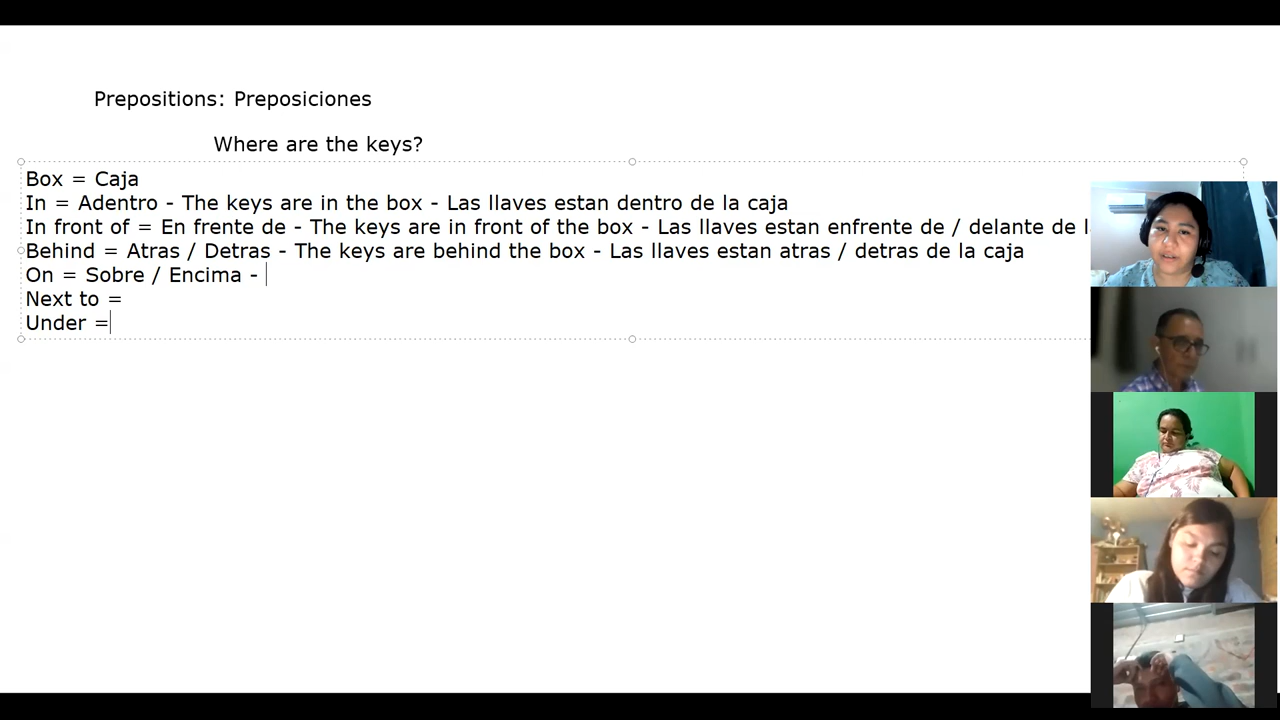 Prepositions: Preposiciones
Where are the keys?
Box = Caja
In = Adentro - The keys are in the box - Las llaves estan dentro de la caja
In front of = En frente de - The keys are in front of the box - Las llaves estan enfrente de / delante de
Behind = Atras / Detras - The keys are behind the box - Las llaves estan atras / detras de la caja
On = Sobre / Encima -
Next to =
Under =